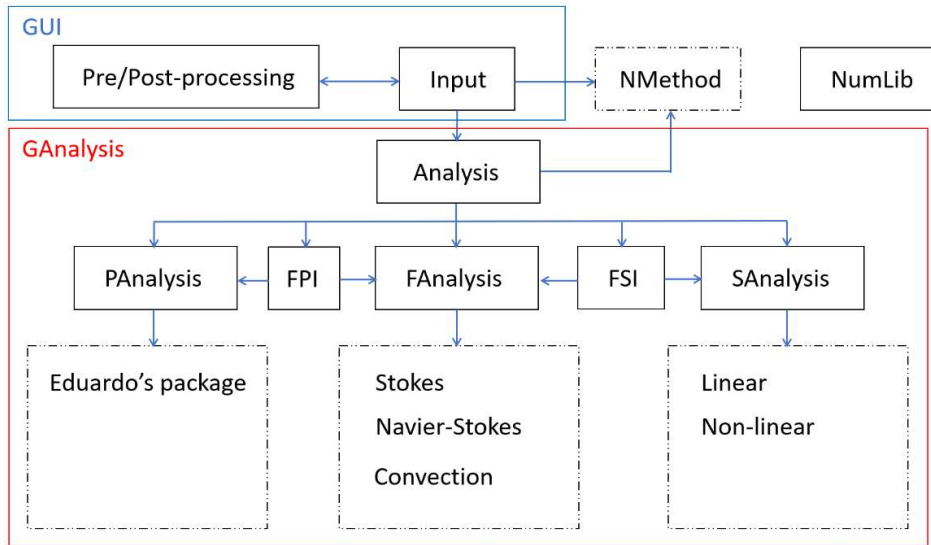 GUI
Pre/Post-processing
Input
NMethod
NumLib
GAnalysis
Analysis
PAnalysis
FPI
FAnalysis
FSI
SAnalysis
Eduardo’s package
Stokes
Navier-Stokes
Convection
Linear
Non-linear